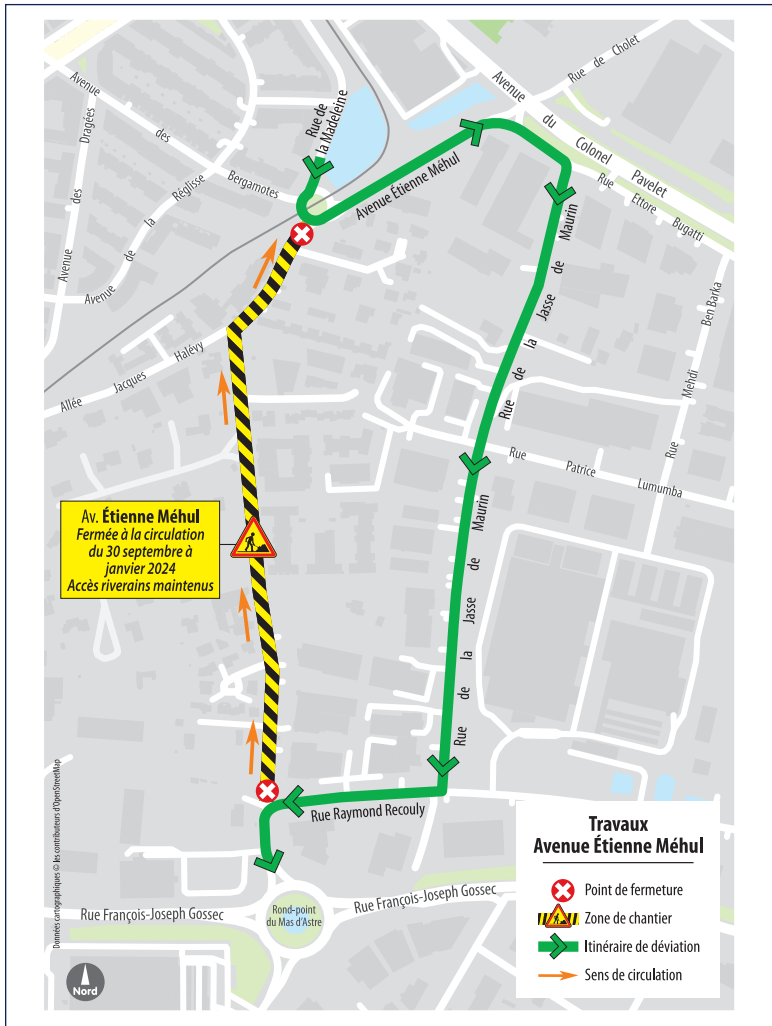 Avenue
des
Bergamotes
Avenue
des
Dragées
Avenue
de
la
Réglisse
Rue de
la Madeleine
Rue de Cholet
Avenue
du
Colonel
Pavelet
Rue
Ettore
Bugatti
Avenue Étienne Méhul
Rue
de
la
Jasse
de
Maurin
Rue
Mehdi
Ben Barka
Allée
Jacques
Halévy
Rue
Patrice
Lumumba
Av. Étienne Méhul
Fermée à la circulation
du 30 septembre à
janvier 2024
Accès riverains maintenus
Rue
de
la
Jasse
de
Maurin
Rue Raymond Recouly
Rue François-Joseph Gossec
Rond-point
du Mas d'Astre
Rue François-Joseph Gossec
Données cartographiques © les contributeurs d'OpenStreetMap
Nord
Travaux
Avenue Étienne Méhul
Point de fermeture
Zone de chantier
Itinéraire de déviation
Sens de circulation